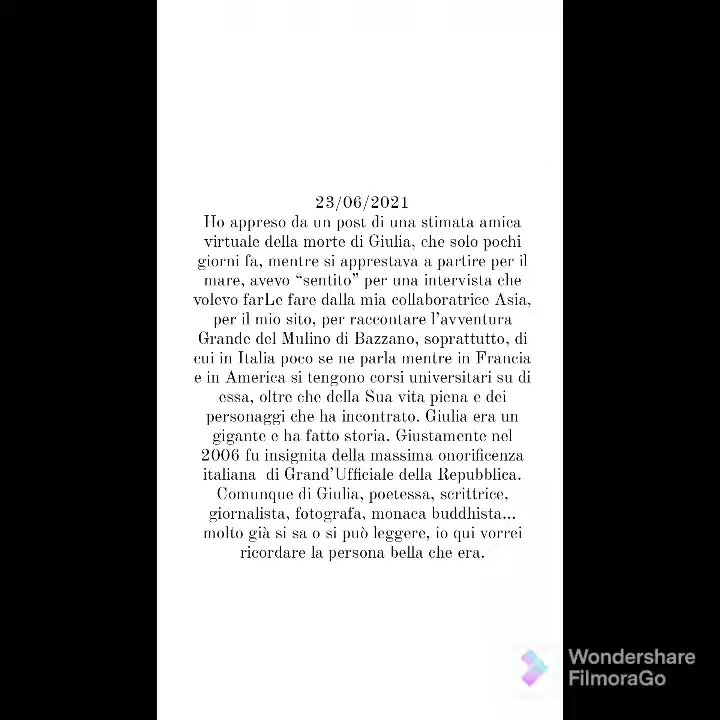 23/06/2021
Ho appreso da un post di una stimata amica
virtuale della morte di Giulia, che solo pochi
giorni fa, mentre si apprestava a partire per il
mare, avevo “sentito” per una intervista che
volevo farLe fare dalla mia collaboratrice Asia,
per il mio sito, per raccontare l’avventura
Grande del Mulino di Bazzano, soprattutto, di
cui in Italia poco se ne parla mentre in Francia
e in America si tengono corsi universitari su di
essa, oltre che della Sua vita piena e dei
personaggi che ha incontrato. Giulia era un
gigante e ha fatto storia. Giustamente nel
2006 fu insignita della massima onorificenza
italiana  di Grand’Ufficiale della Repubblica.
Comunque di Giulia, poetessa, scrittrice,
giornalista, fotografa, monaca buddhista...
molto già si sa o si può leggere, io qui vorrei
ricordare la persona bella che era.
Wondershare
FilmoraGo